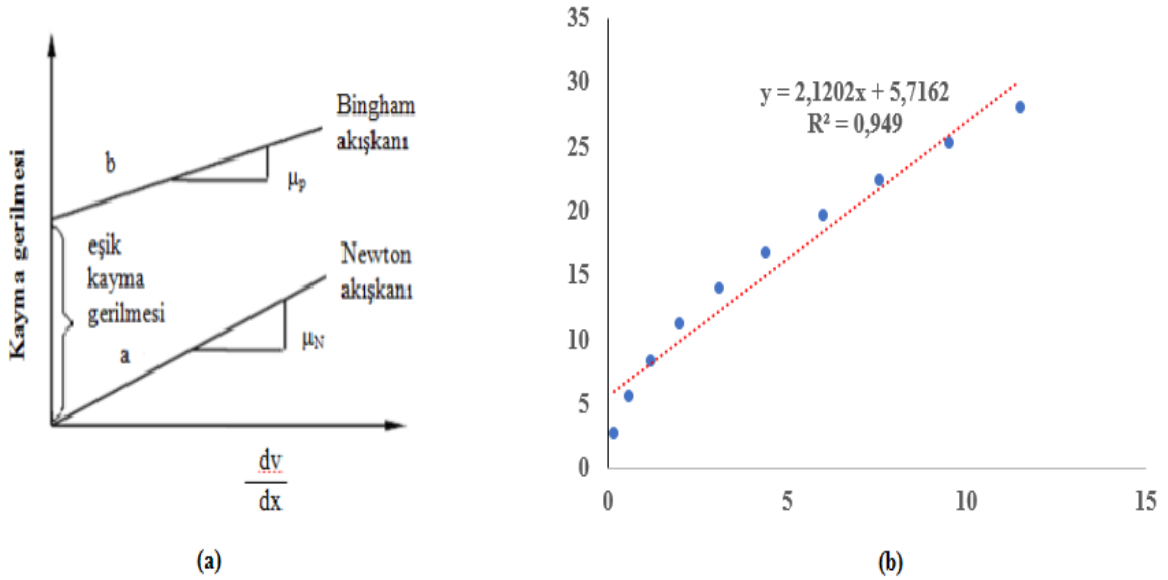 Kayma gerilmesi
Bingham
akışkanı
b
μp
eşik
kayma
gerilmesi
Newton
akışkanı
a
μN
dv
dx
(a)
35
30
25
20
15
10
5
0
y = 2,1202x + 5,7162
R² = 0,949
0
5
10
15
(b)